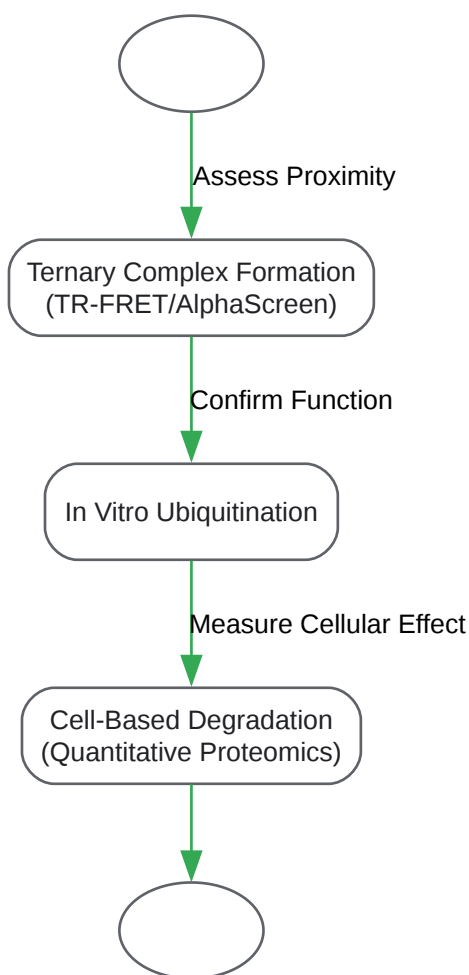 Assess Proximity
Ternary Complex Formation
(TR-FRET/AlphaScreen)
Confirm Function
In Vitro Ubiquitination
Measure Cellular Effect
Cell-Based Degradation
(Quantitative Proteomics)